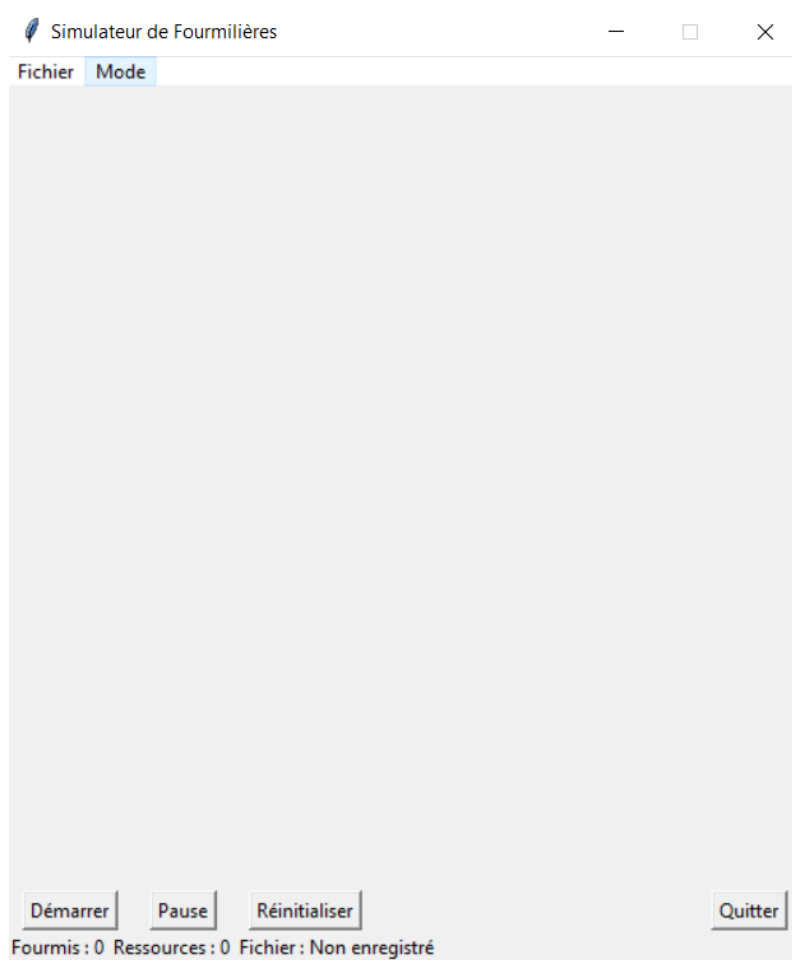 Simulateur de Fourmilières
Fichier Mode
Démarrer Pause Réinitialiser Quitter
Fourmis : 0 Ressources : 0 Fichier : Non enregistré